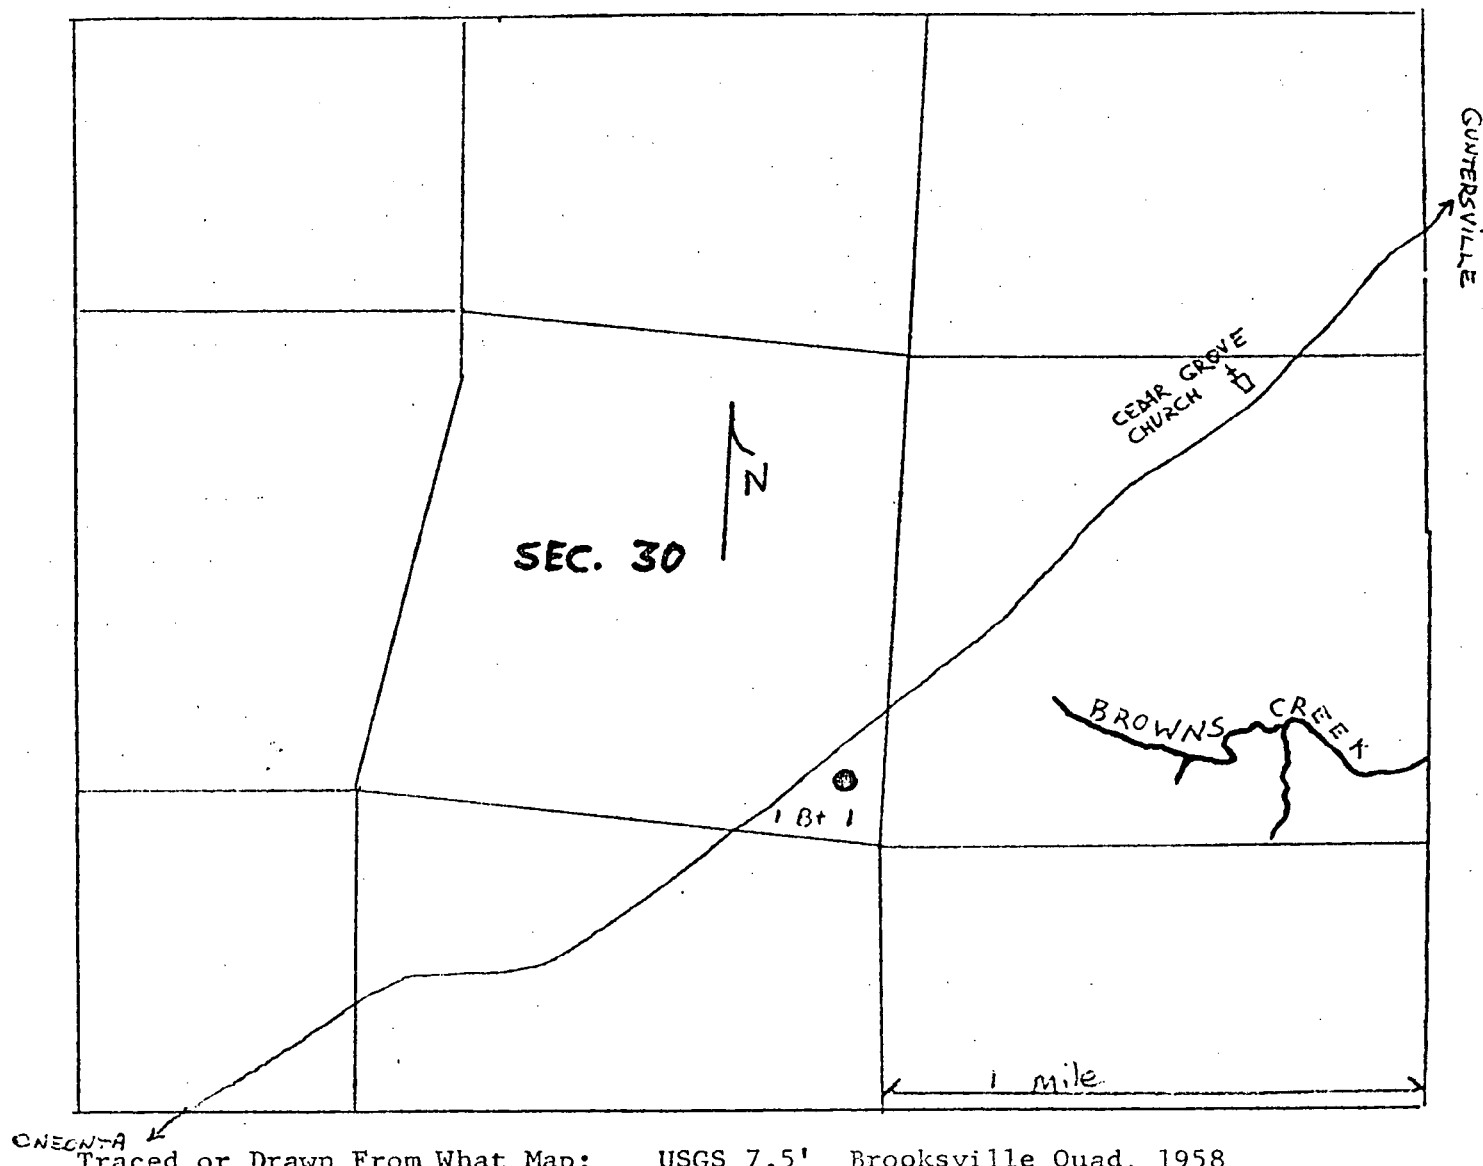 GUNTERSVILLE
CEDAR GROVE
CHURCH
N
SEC. 30
BROWNS CREEK
1 Bt 1
1 Mile
ONEONTA
Traced or Drawn From What Map: USGS 7.5' Brooksville Quad, 1958